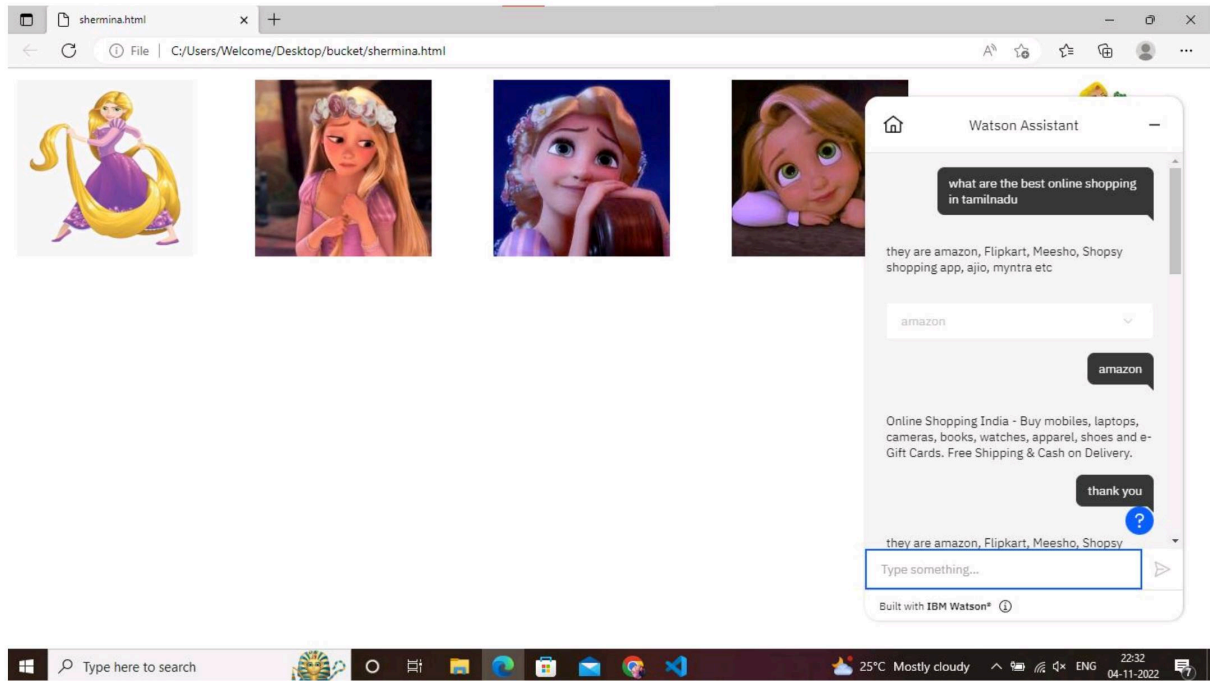 shermina.html
File | C:/Users/Welcome/Desktop/bucket/shermina.html
Watson Assistant
what are the best online shopping
in tamilnadu
they are amazon, Flipkart, Meesho, Shopsy
shopping app, ajio, myntra etc
amazon
amazon
Online Shopping India - Buy mobiles, laptops,
cameras, books, watches, apparel, shoes and e-
Gift Cards. Free Shipping & Cash on Delivery.
thank you
?
they are amazon, Flipkart, Meesho, Shopsy
Type something...
Built with IBM Watson®
Type here to search
25°C Mostly cloudy
ENG
22:32
04-11-2022
7